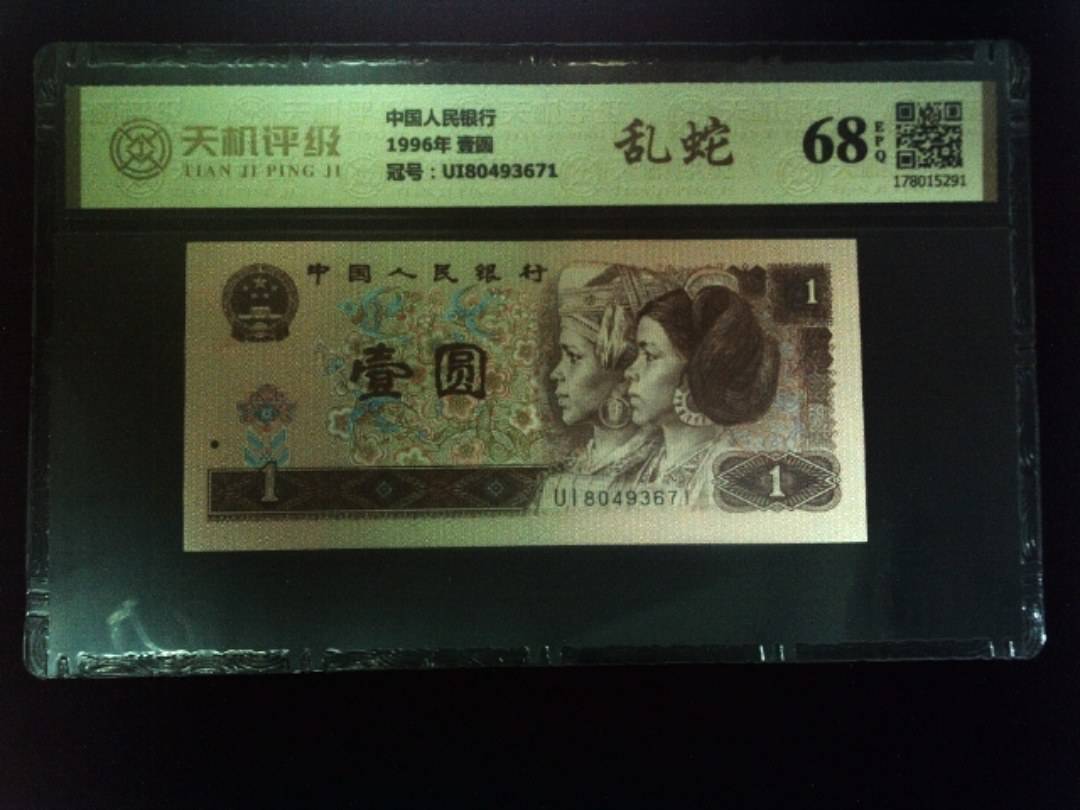 天机评级
TIAN JI PING JI
中国人民银行
1996年 壹圆
冠号：UI80493671
乱蛇
68
EPQ
178015291
中国人民银行
壹圆
1
1
1
UI80493671